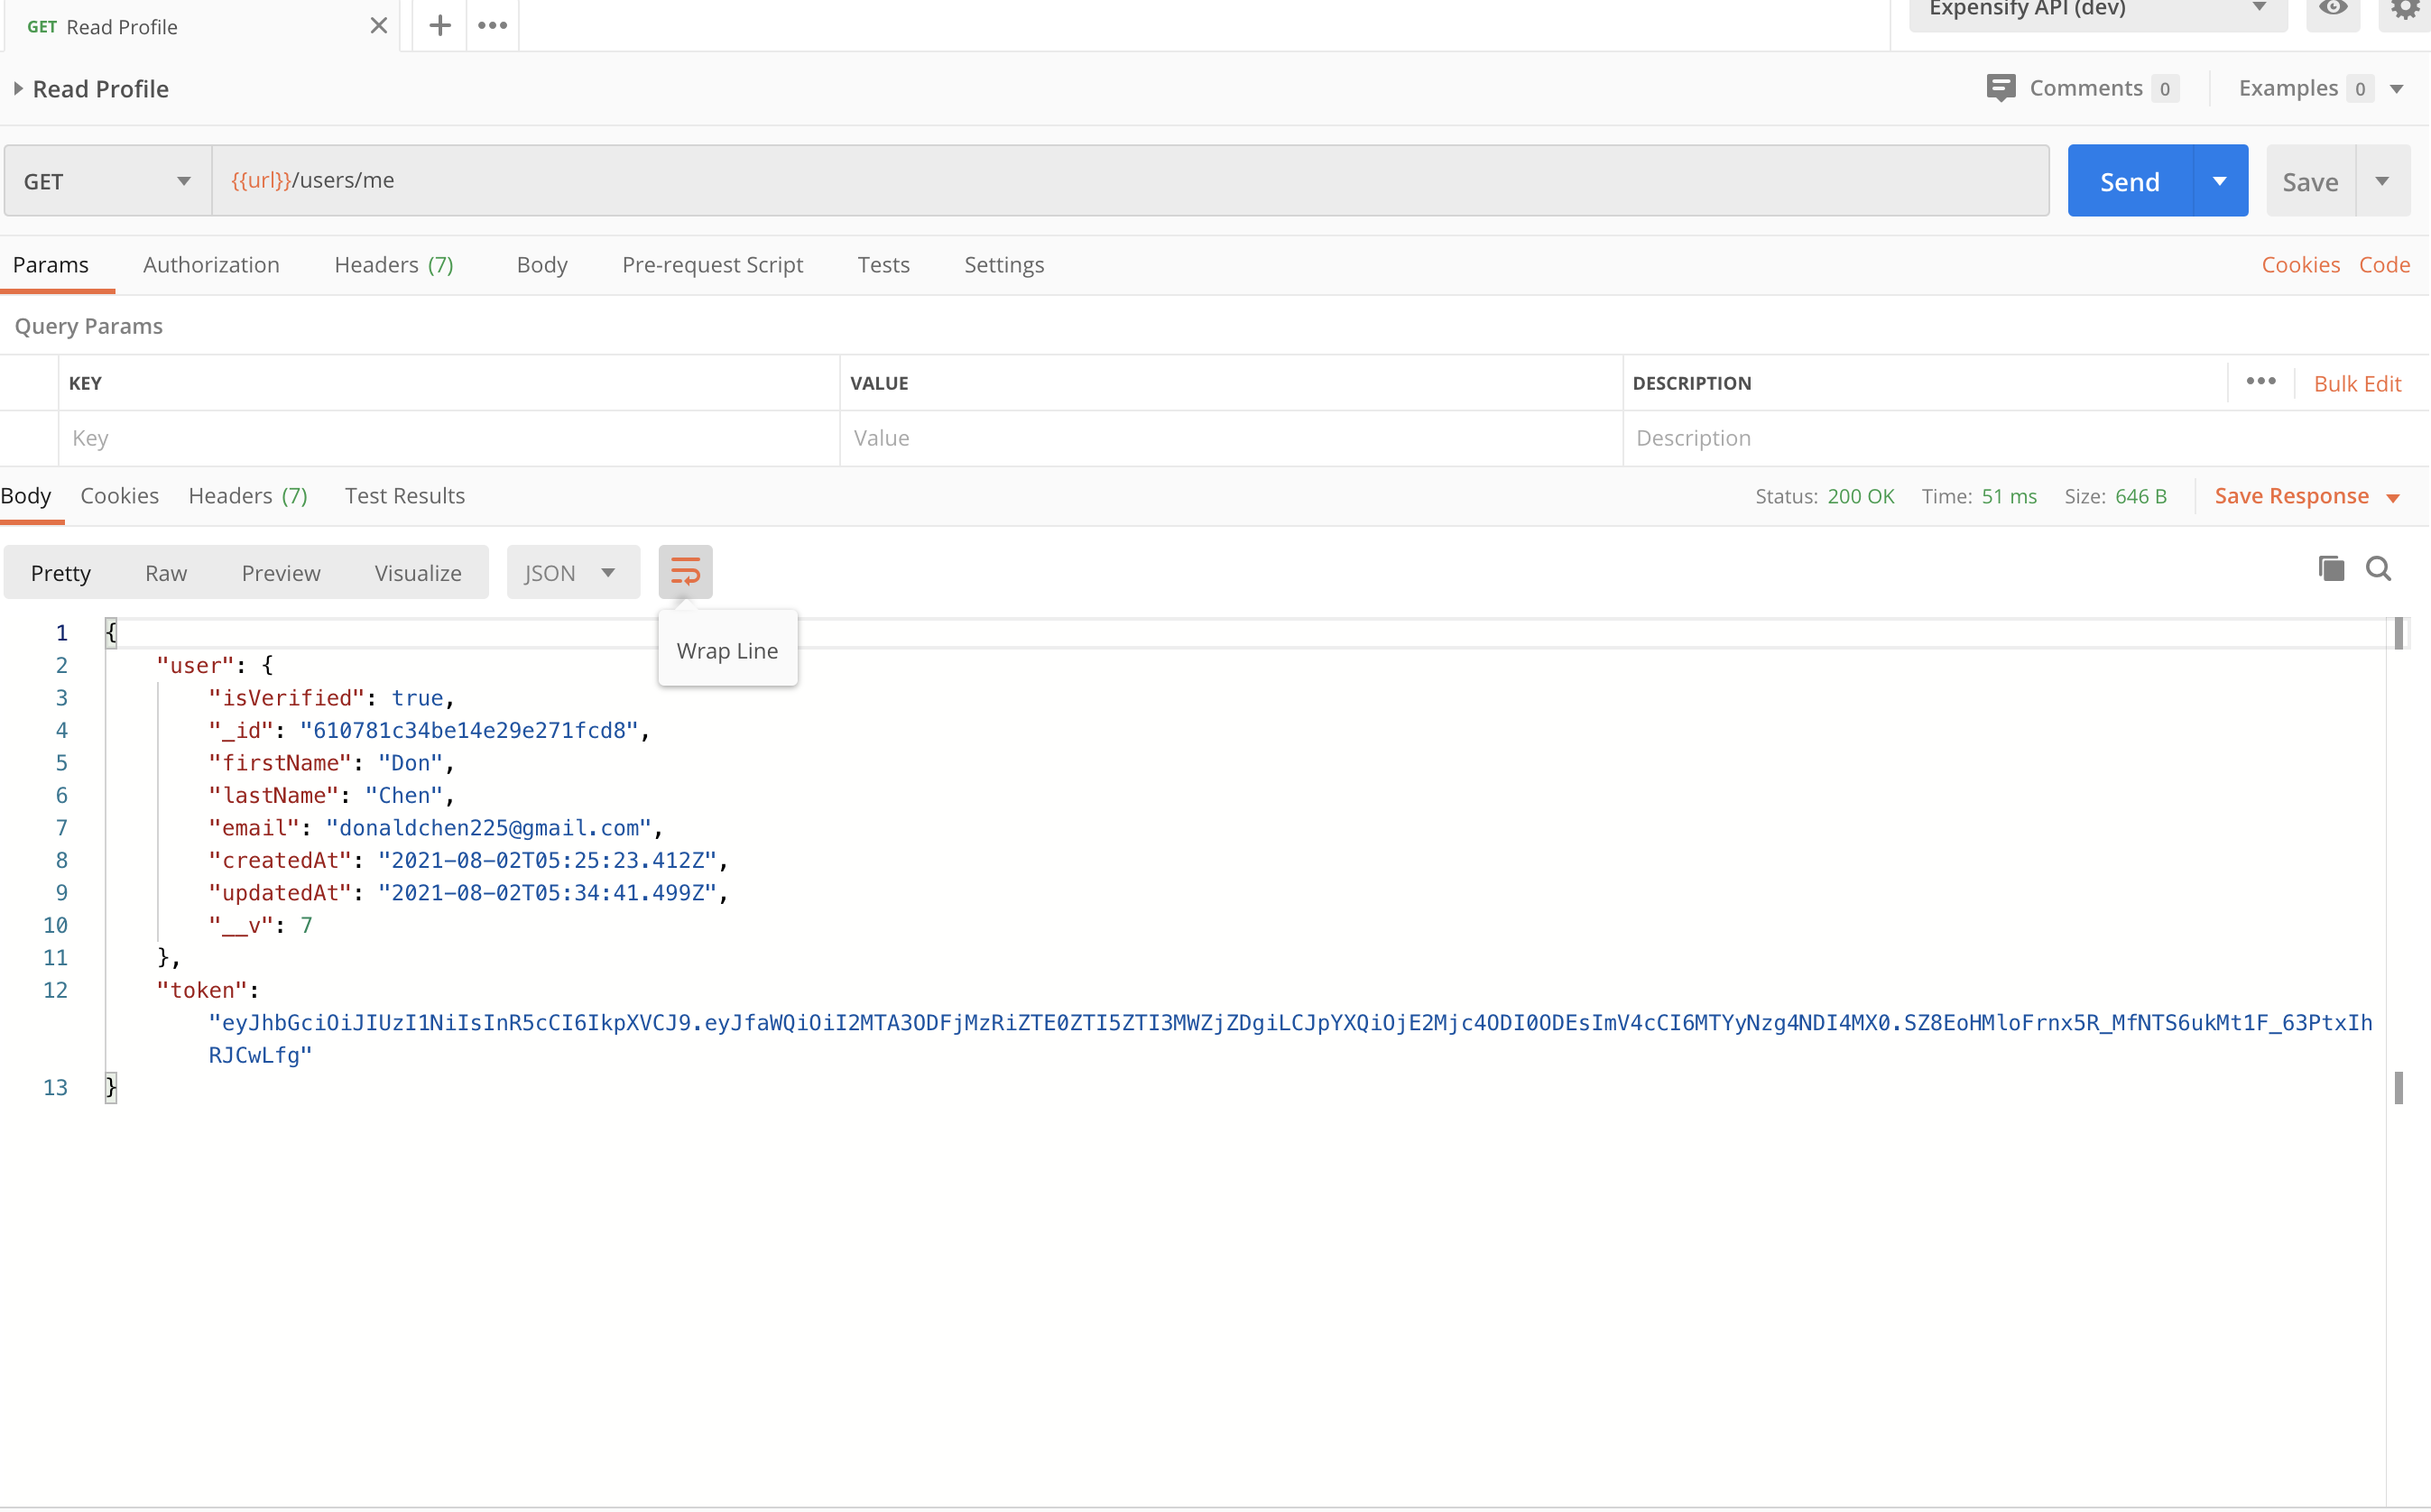 GET Read Profile
Expensify API (dev)
Read Profile
Comments 0
Examples 0
GET
{{url}}/users/me
Send
Save
Params Authorization Headers (7) Body Pre-request Script Tests Settings
Cookies Code
Query Params
KEY VALUE DESCRIPTION
Bulk Edit
Key Value Description
Body Cookies Headers (7) Test Results
Status: 200 OK Time: 51 ms Size: 646 B Save Response
Pretty Raw Preview Visualize JSON
Wrap Line
1 {
2 "user": {
3 "isVerified": true,
4 "_id": "610781c34be14e29e271fcd8",
5 "firstName": "Don",
6 "lastName": "Chen",
7 "email": "donaldchen225@gmail.com",
8 "createdAt": "2021-08-02T05:25:23.412Z",
9 "updatedAt": "2021-08-02T05:34:41.499Z",
10 "__v": 7
11 },
12 "token":
"eyJhbGciOiJIUzI1NiIsInR5cCI6IkpXVCJ9.eyJfaWQiOiI2MTA3ODFjMzRiZTE0ZTI5ZTI3MWZjZDgiLCJpYXQiOjE2Mjc4ODI0ODEsImV4cCI6MTYyNzg4NDI4MX0.SZ8EoHMloFrnx5R_MfNTS6ukMt1F_63PtxIh
RJCwLfg"
13 }